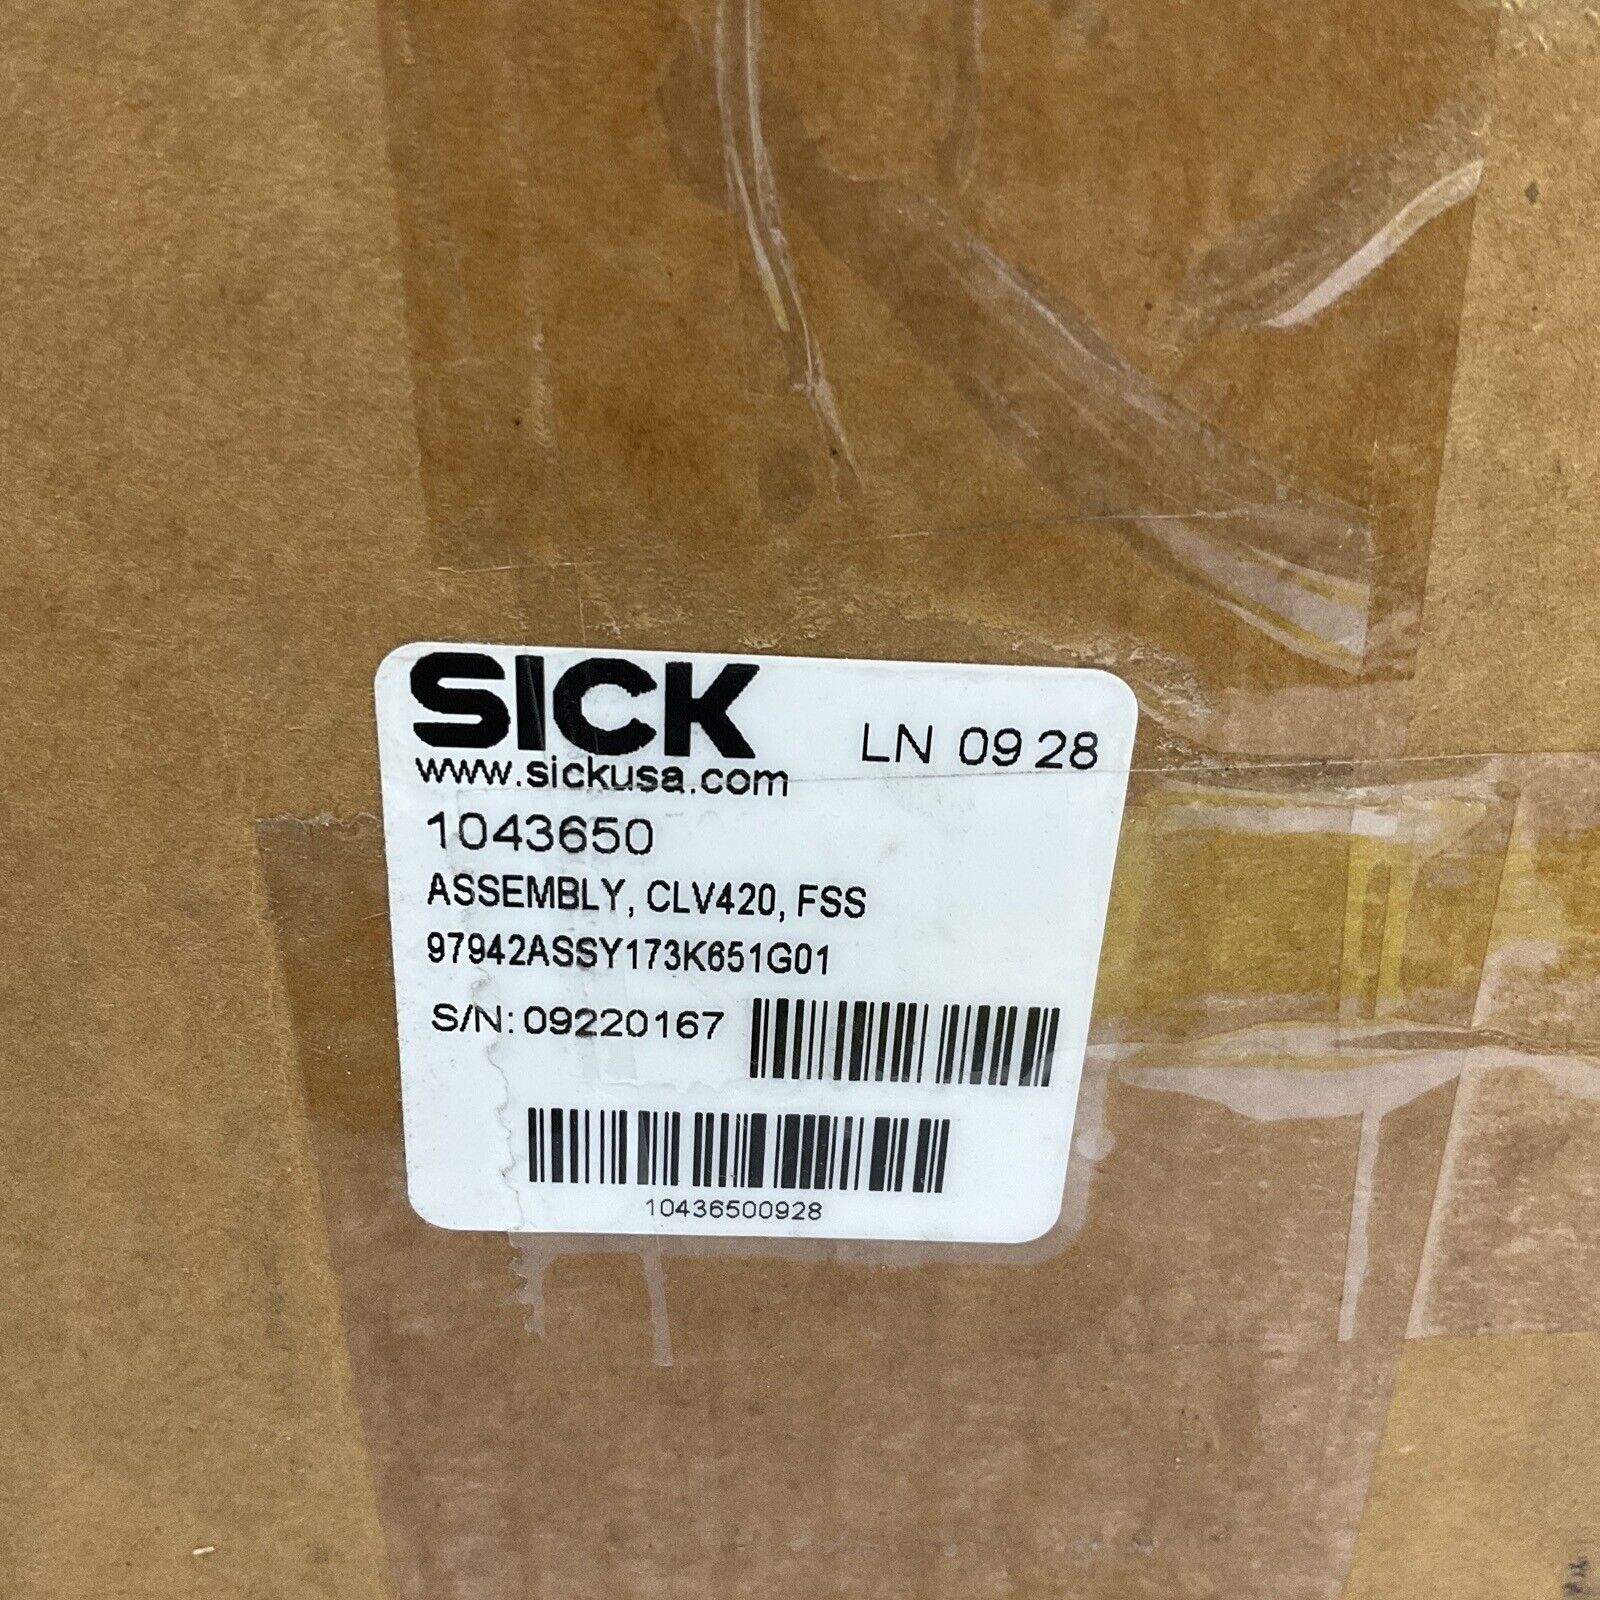 SICK
LN 09 28
www.sickusa.com
1043650
ASSEMBLY, CLV420, FSS
97942ASSY173K651G01
S/N: 09220167
10436500928